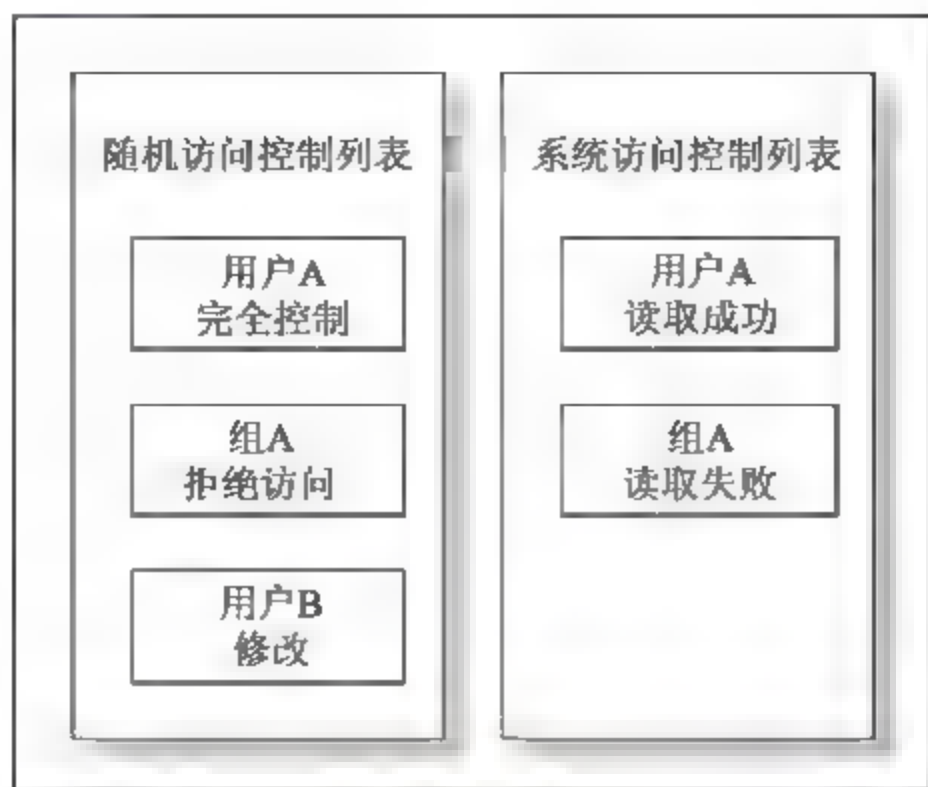 随机访问控制列表
用户A
完全控制
组A
拒绝访问
用户B
修改
系统访问控制列表
用户A
读取成功
组A
读取失败